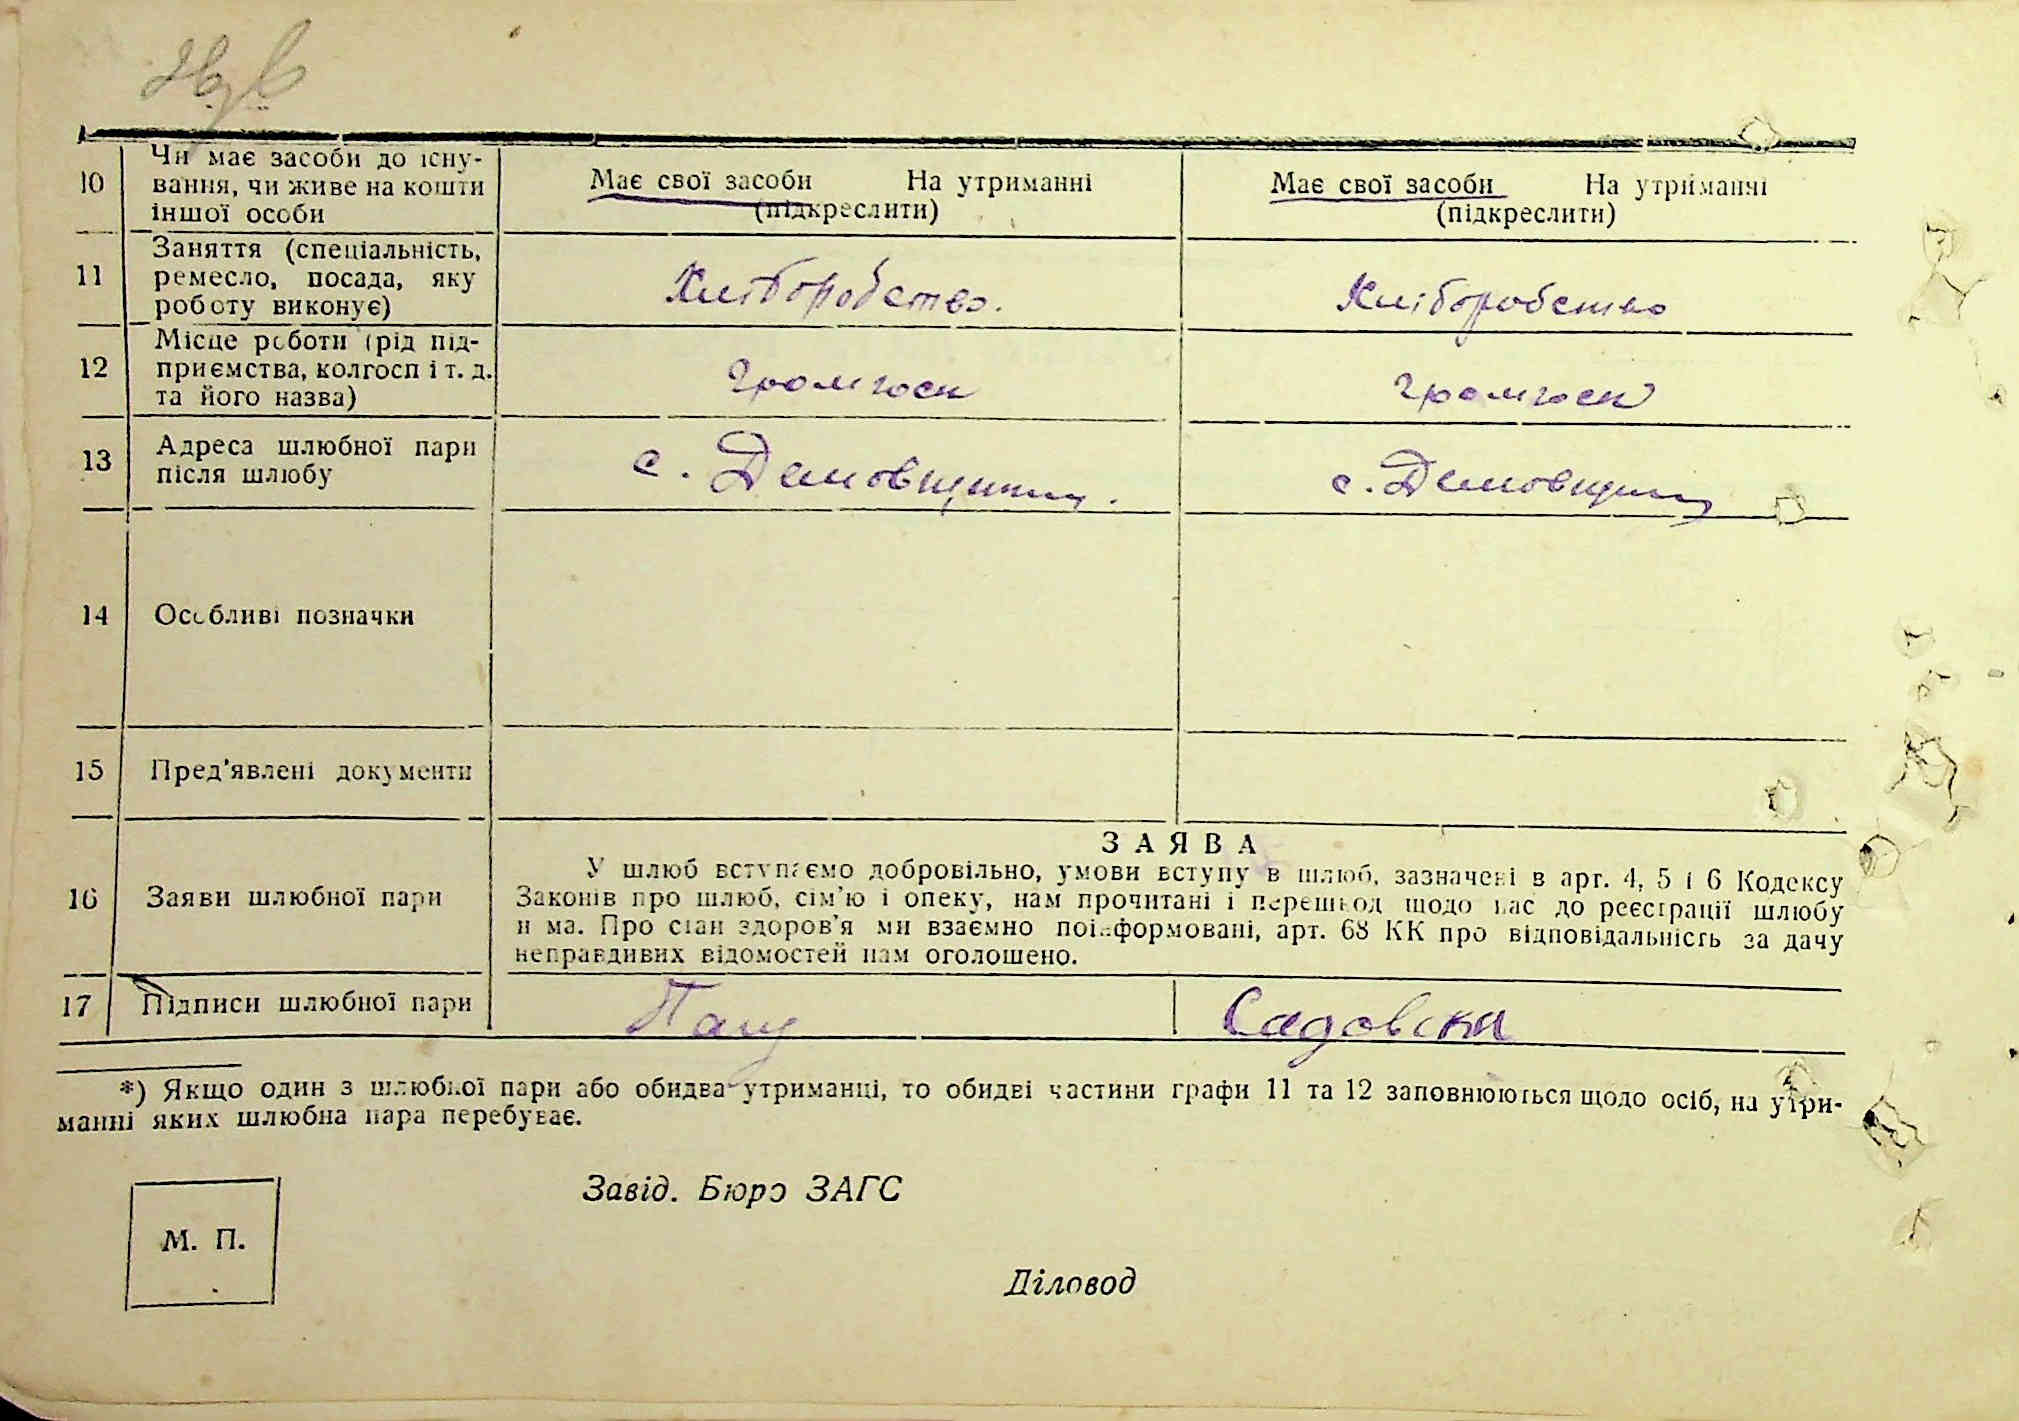 10 Чи має засоби до існу-
вання, чи живе на кошти
іншої особи
Має свої засоби На утриманні
(підкреслити)
Має свої засоби На утриманні
(підкреслити)
11 Заняття (спеціальність,
ремесло, посада, яку
роботу виконує)
Хліборобство.
Хліборобство
12 Місце роботи (рід під-
приємства, колгосп і т. д.
та його назва)
13 Адреса шлюбної пари
після шлюбу
с. Демовщина.
с. Демовщина
14 Особливі позначки
15 Пред'явлені документи
16 Заяви шлюбної пари
ЗАЯВА
У шлюб вступаємо добровільно, умови вступу в шлюб, зазначені в арт. 4, 5 і 6 Кодексу
Законів про шлюб, сім'ю і опеку, нам прочитані і перешкод щодо нас до реєстрації шлюбу
нема. Про стан здоров'я ми взаємно поінформовані, арт. 68 КК про відповідальність за дачу
неправдивих відомостей нам оголошено.
17 Підписи шлюбної пари
Садовска
*) Якщо один з шлюбної пари або обидва утриманці, то обидві частини графи 11 та 12 заповнюються щодо осіб, на утри-
манні яких шлюбна пара перебуває.
Завід. Бюро ЗАГС
М. П.
Діловод